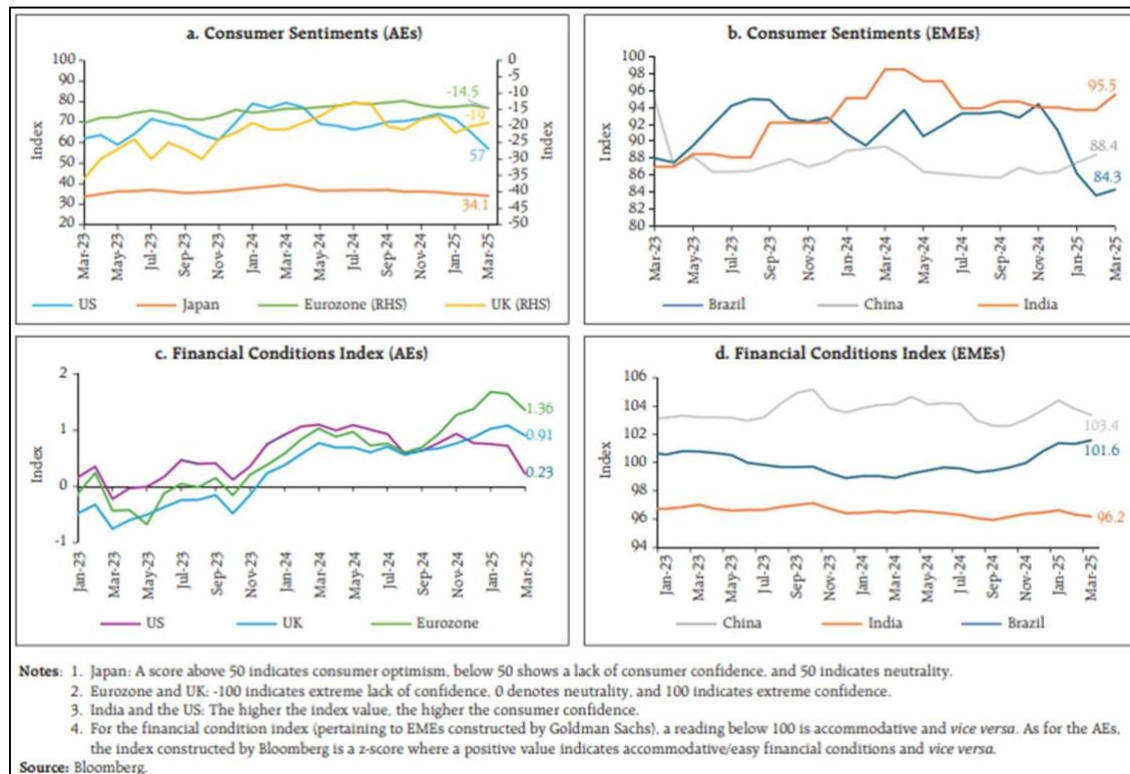 a. Consumer Sentiments (AEs)
100
90
80
70
60
50
40
30
20
Index
0
-5
-10
-15
-20
-25
-30
-35
-40
-45
-50
Index
-14.5
-19
57
34.1
Mar-23
May-23
Jul-23
Sep-23
Nov-23
Jan-24
Mar-24
May-24
Jul-24
Sep-24
Nov-24
Jan-25
Mar-25
US
Japan
Eurozone (RHS)
UK (RHS)
b. Consumer Sentiments (EMEs)
100
98
96
94
92
90
88
86
84
82
80
Index
95.5
88.4
84.3
Mar-23
May-23
Jul-23
Sep-23
Nov-23
Jan-24
Mar-24
May-24
Jul-24
Sep-24
Nov-24
Jan-25
Mar-25
Brazil
China
India
c. Financial Conditions Index (AEs)
2
1
0
-1
Index
1.36
0.91
0.23
Jan-23
Mar-23
May-23
Jul-23
Sep-23
Nov-23
Jan-24
Mar-24
May-24
Jul-24
Sep-24
Nov-24
Jan-25
Mar-25
US
UK
Eurozone
d. Financial Conditions Index (EMEs)
106
104
102
100
98
96
94
Index
103.4
101.6
96.2
Jan-23
Mar-23
May-23
Jul-23
Sep-23
Nov-23
Jan-24
Mar-24
May-24
Jul-24
Sep-24
Nov-24
Jan-25
Mar-25
China
India
Brazil
Notes: 1. Japan: A score above 50 indicates consumer optimism, below 50 shows a lack of consumer confidence, and 50 indicates neutrality.
2. Eurozone and UK: -100 indicates extreme lack of confidence, 0 denotes neutrality, and 100 indicates extreme confidence.
3. India and the US: The higher the index value, the higher the consumer confidence.
4. For the financial condition index (pertaining to EMEs constructed by Goldman Sachs), a reading below 100 is accommodative and vice versa. As for the AEs,
the index constructed by Bloomberg is a z-score where a positive value indicates accommodative/easy financial conditions and vice versa.
Source: Bloomberg.